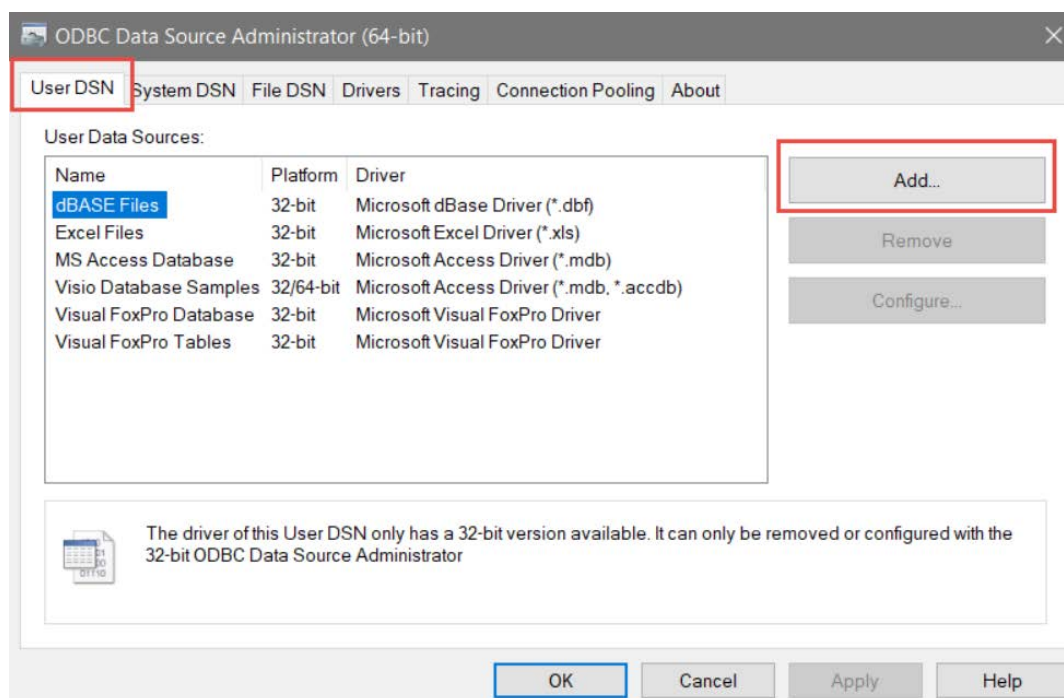 ODBC Data Source Administrator (64-bit)
User DSN System DSN File DSN Drivers Tracing Connection Pooling About
User Data Sources:
Name Platform Driver
dBASE Files 32-bit Microsoft dBase Driver (*.dbf)
Excel Files 32-bit Microsoft Excel Driver (*.xls)
MS Access Database 32-bit Microsoft Access Driver (*.mdb)
Visio Database Samples 32/64-bit Microsoft Access Driver (*.mdb, *.accdb)
Visual FoxPro Database 32-bit Microsoft Visual FoxPro Driver
Visual FoxPro Tables 32-bit Microsoft Visual FoxPro Driver
Add...
Remove
Configure...
The driver of this User DSN only has a 32-bit version available. It can only be removed or configured with the
32-bit ODBC Data Source Administrator
OK Cancel Apply Help